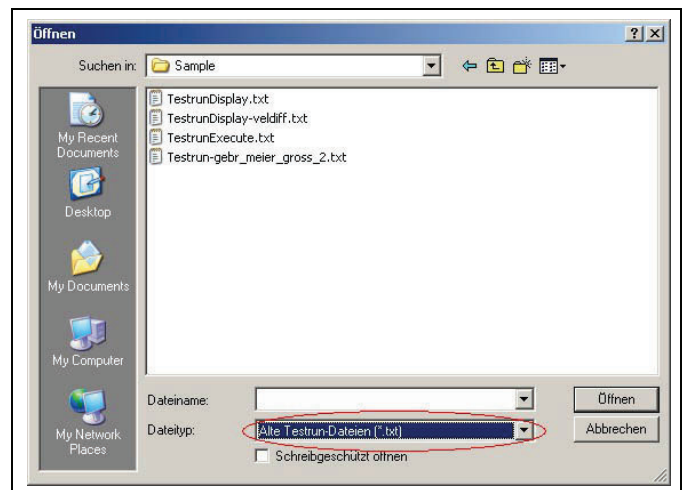 Öffnen
Suchen in: Sample
TestrunDisplay.txt
TestrunDisplay-veldiff.txt
TestrunExecute.txt
Testrun-gebr_meier_gross_2.txt
My Recent
Documents
Desktop
My Documents
My Computer
My Network
Places
Dateiname: Öffnen
Dateityp: Alte Testrun-Dateien (*.txt) Abbrechen
Schreibgeschützt öffnen